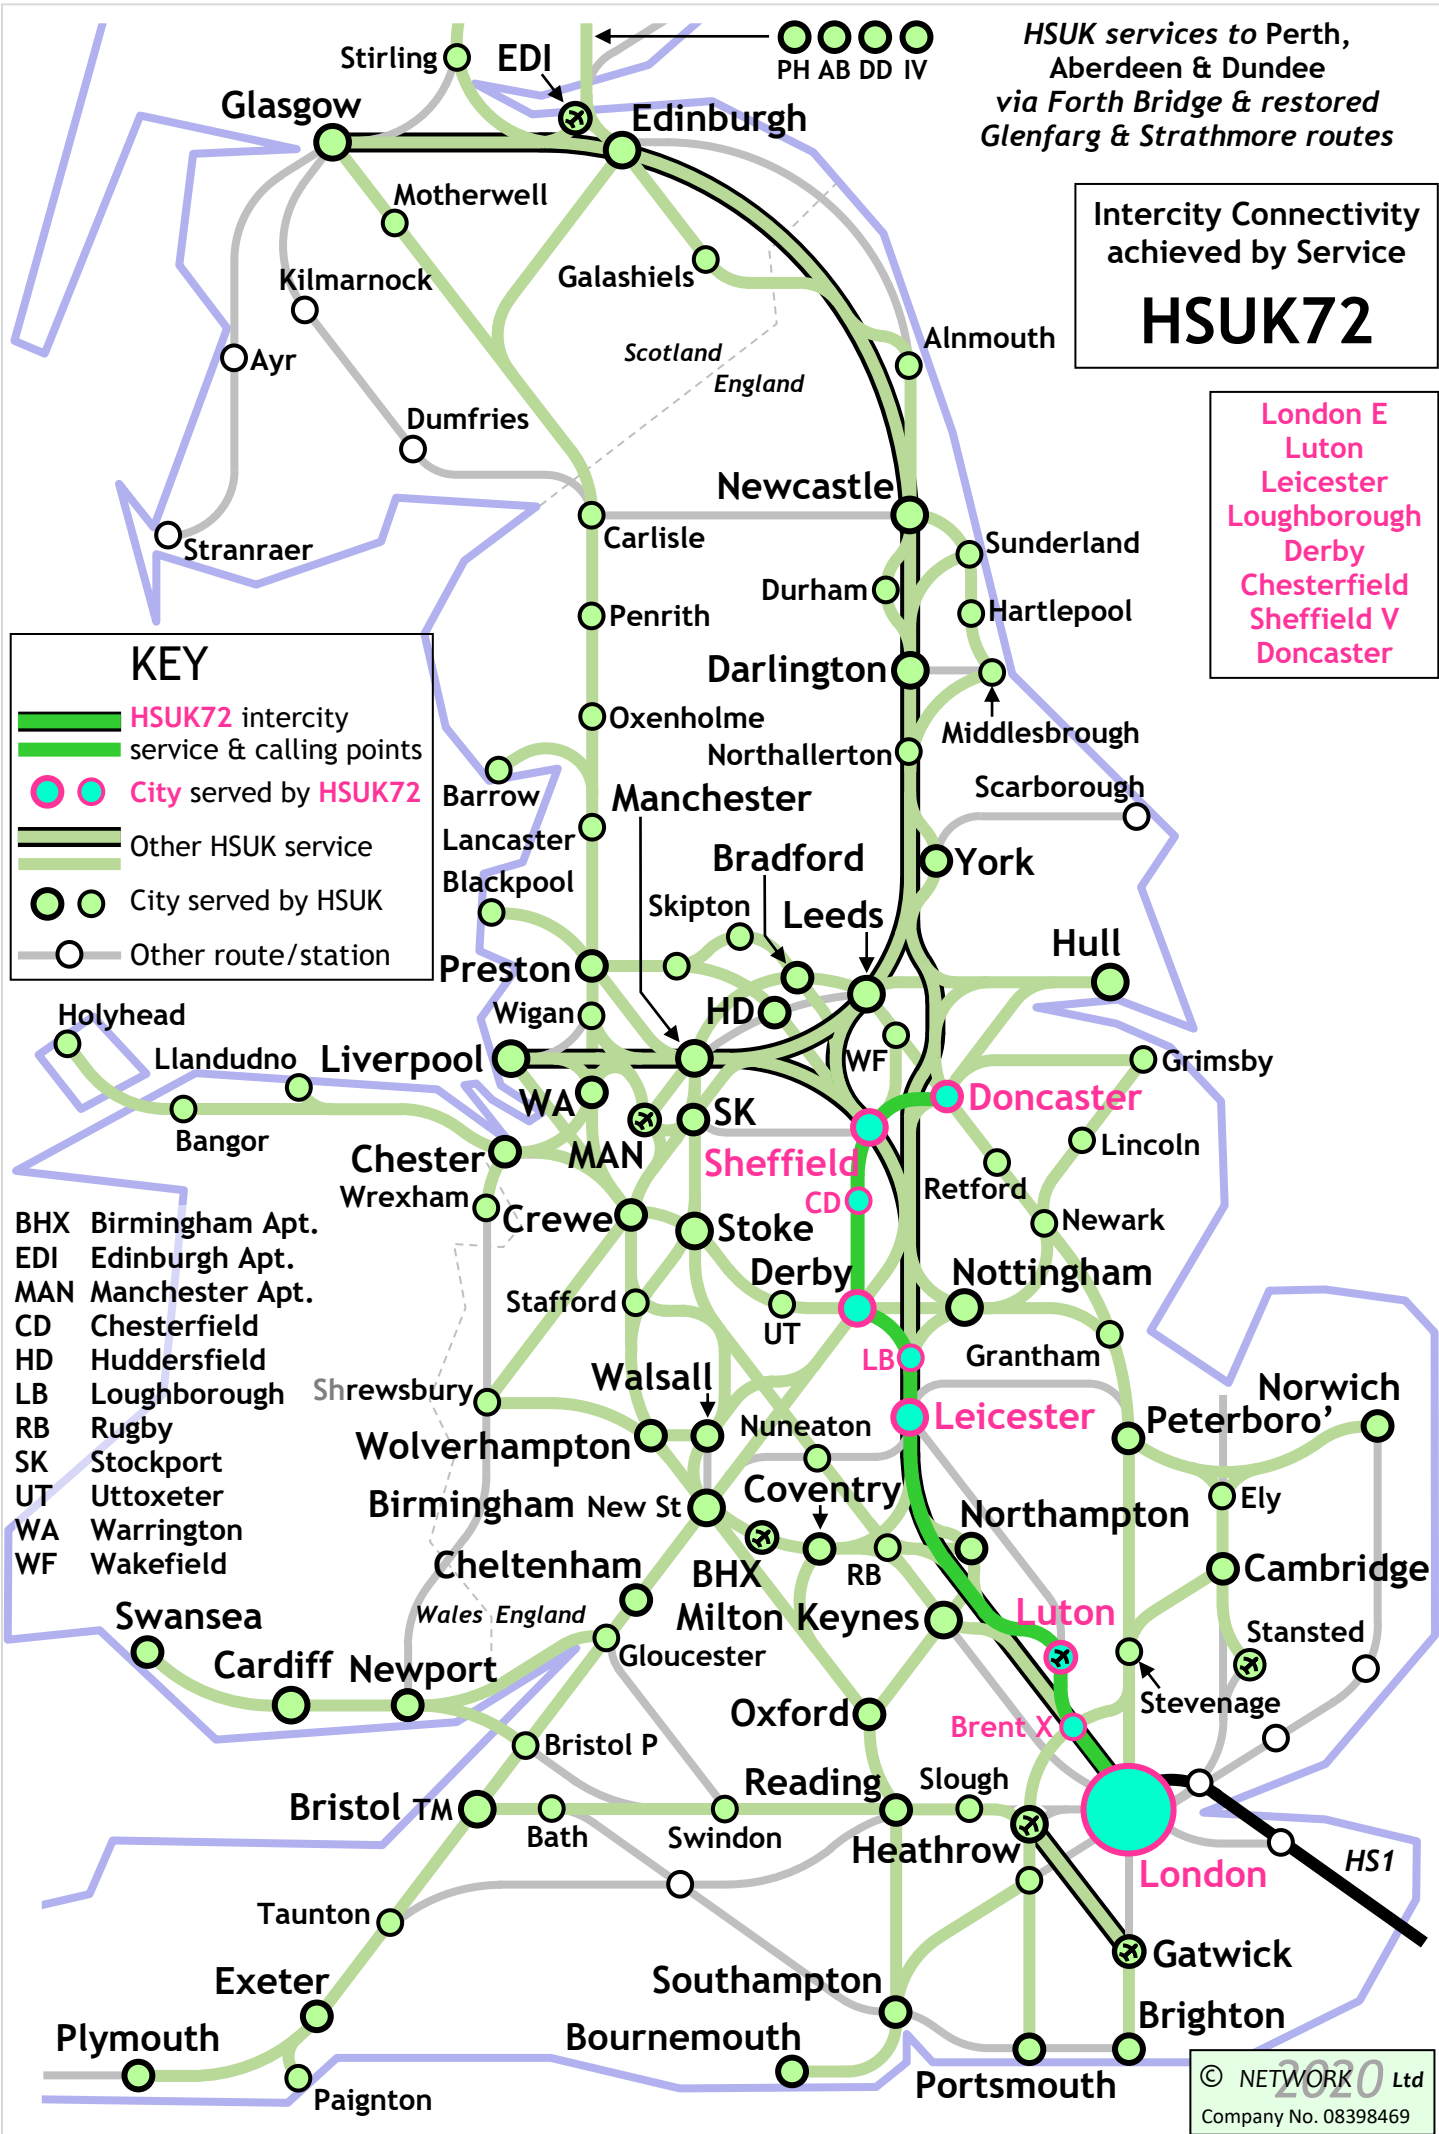 Stirling
EDI
PH AB DD IV
HSUK services to Perth,
Aberdeen & Dundee
via Forth Bridge & restored
Glenfarg & Strathmore routes
Glasgow
Edinburgh
Motherwell
Galashiels
Kilmarnock
Intercity Connectivity
achieved by Service
HSUK72
Alnmouth
Ayr
Scotland
England
Dumfries
London E
Luton
Leicester
Loughborough
Derby
Chesterfield
Sheffield V
Doncaster
Newcastle
Carlisle
Stranraer
Sunderland
Durham
Hartlepool
Penrith
Darlington
Middlesbrough
KEY
HSUK72 intercity
service & calling points
City served by HSUK72
Other HSUK service
City served by HSUK
Other route/station
Oxenholme
Northallerton
Scarborough
Barrow
Manchester
Lancaster
Bradford
York
Blackpool
Skipton
Leeds
Hull
Preston
HD
Wigan
Holyhead
Llandudno
Liverpool
WF
Grimsby
Bangor
WA
SK
Doncaster
MAN
Chester
Sheffield
Lincoln
Wrexham
CD
Retford
Crewe
Stoke
Newark
BHX Birmingham Apt.
EDI Edinburgh Apt.
MAN Manchester Apt.
CD Chesterfield
HD Huddersfield
LB Loughborough
RB Rugby
SK Stockport
UT Uttoxeter
WA Warrington
WF Wakefield
Derby
Nottingham
Stafford
UT
LB
Grantham
Walsall
Shrewsbury
Norwich
Nuneaton
Leicester
Peterboro’
Wolverhampton
Coventry
Ely
Birmingham New St
Northampton
BHX
RB
Cheltenham
Cambridge
Wales England
Milton Keynes
Luton
Swansea
Stansted
Gloucester
Cardiff
Newport
Stevenage
Oxford
Brent X
Bristol P
Reading
Slough
Bristol TM
Bath
Swindon
Heathrow
London
HS1
Taunton
Gatwick
Exeter
Southampton
Brighton
Plymouth
Bournemouth
Portsmouth
Paignton
© NETWORK 2020 Ltd
Company No. 08398469